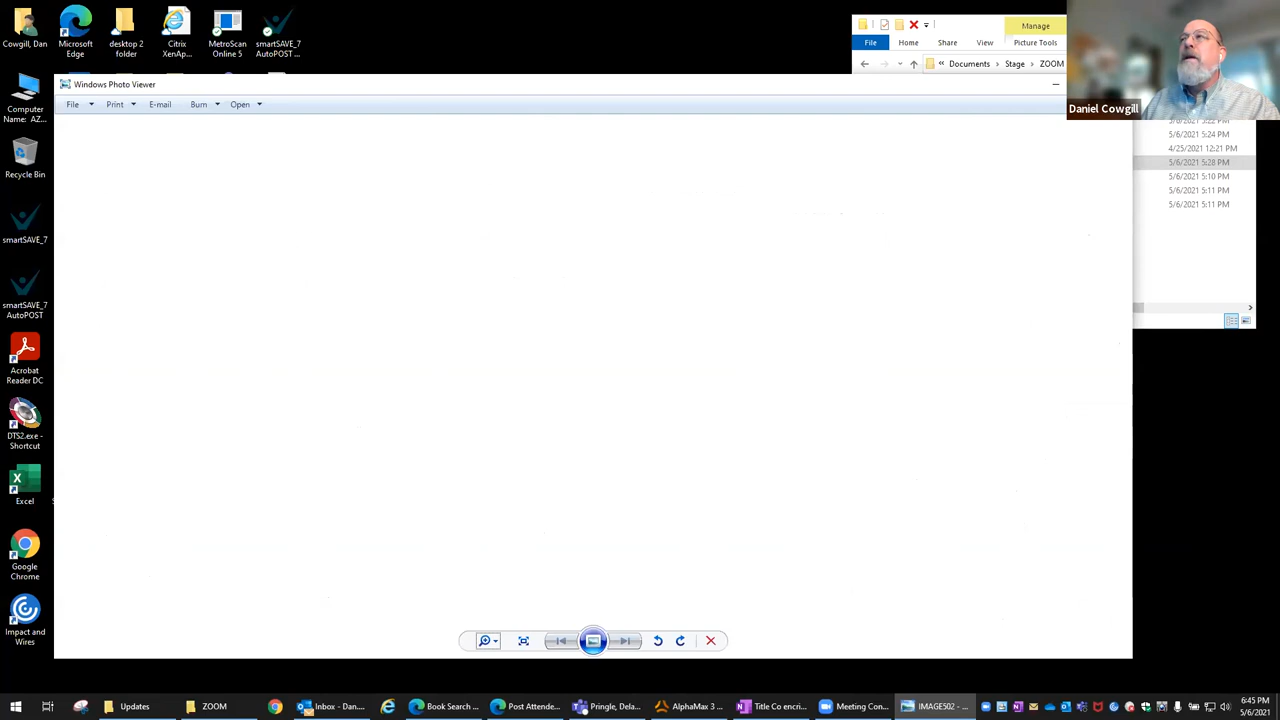 Cowgill, Dan
Microsoft
Edge
desktop 2
folder
Citrix
XenAp...
MetroScan
Online 5
smartSAVE_7
AutoPOST...
Computer
Name: AZ...
Recycle Bin
smartSAVE_7
smartSAVE_7
AutoPOST
Acrobat
Reader DC
DTS2.exe -
Shortcut
Excel
Google
Chrome
Impact and
Wires
Manage
File
Home
Share
View
Picture Tools
« Documents > Stage > ZOOM
Daniel Cowgill
5/6/2021 5:24 PM
4/25/2021 12:21 PM
5/6/2021 5:28 PM
5/6/2021 5:10 PM
5/6/2021 5:11 PM
5/6/2021 5:11 PM
Windows Photo Viewer
File
Print
E-mail
Burn
Open
Updates
ZOOM
Inbox - Dan....
Book Search ...
Post Attende...
Pringle, Dela...
AlphaMax 3 ...
Title Co encri...
Meeting Con...
IMAGE502 - ...
6:45 PM
5/6/2021